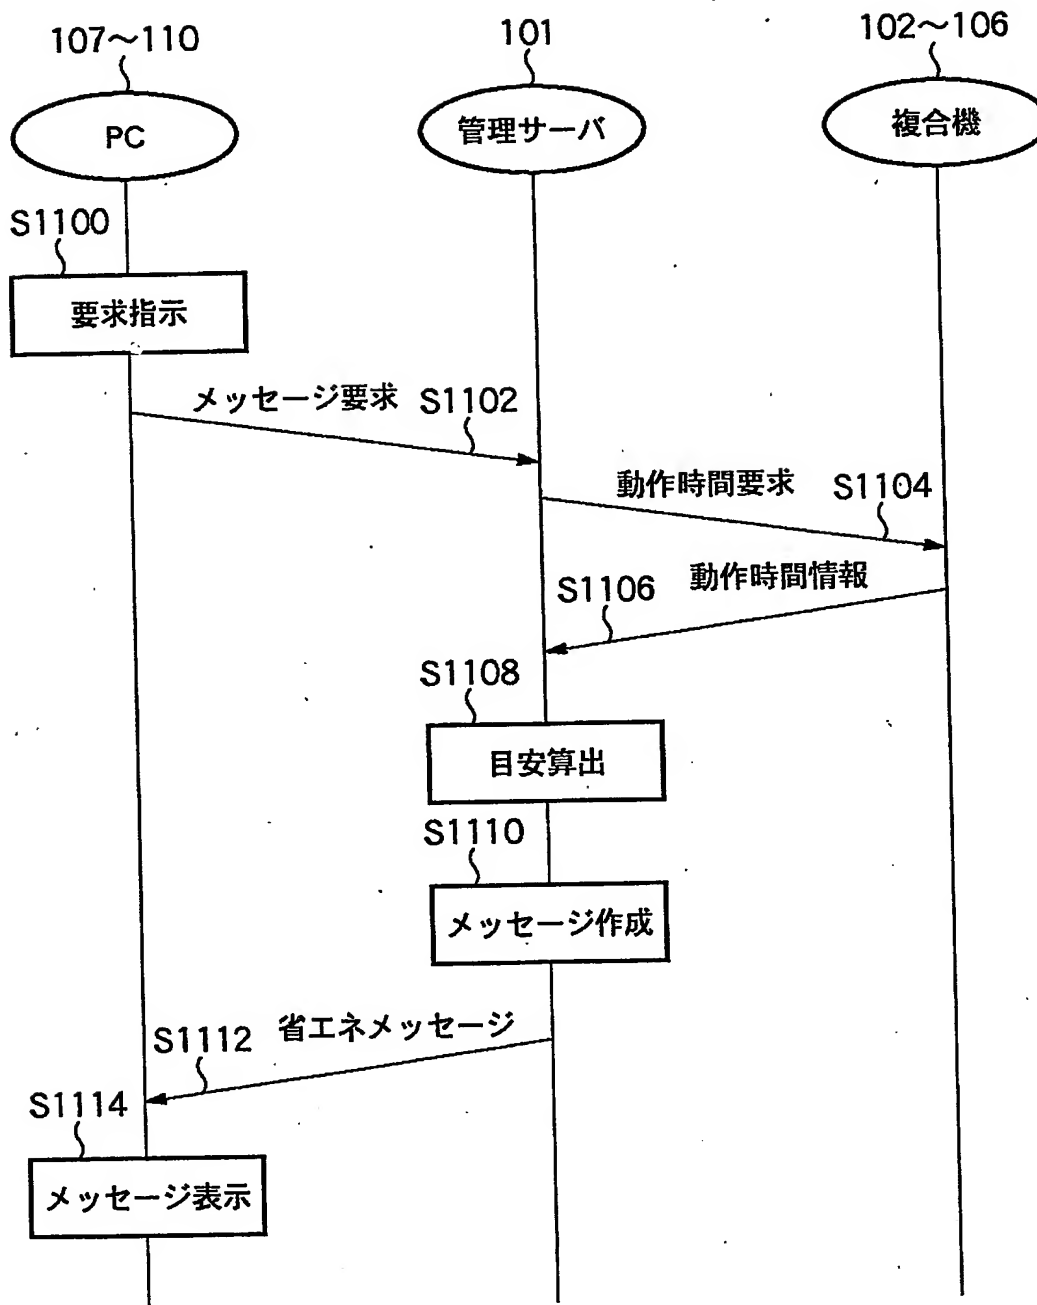 107〜110
101
102〜106
PC
管理サーバ
複合機
S1100
要求指示
メッセージ要求
S1102
動作時間要求
S1104
動作時間情報
S1106
S1108
目安算出
S1110
メッセージ作成
省エネメッセージ
S1112
S1114
メッセージ表示